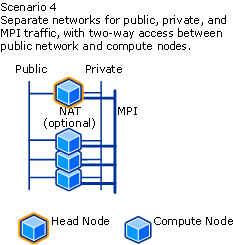 Scenario 4
Separate networks for public, private, and
MPI traffic, with two-way access between
public network and compute nodes.
Public Private
NAT MPI
(optional)
Head Node Compute Node